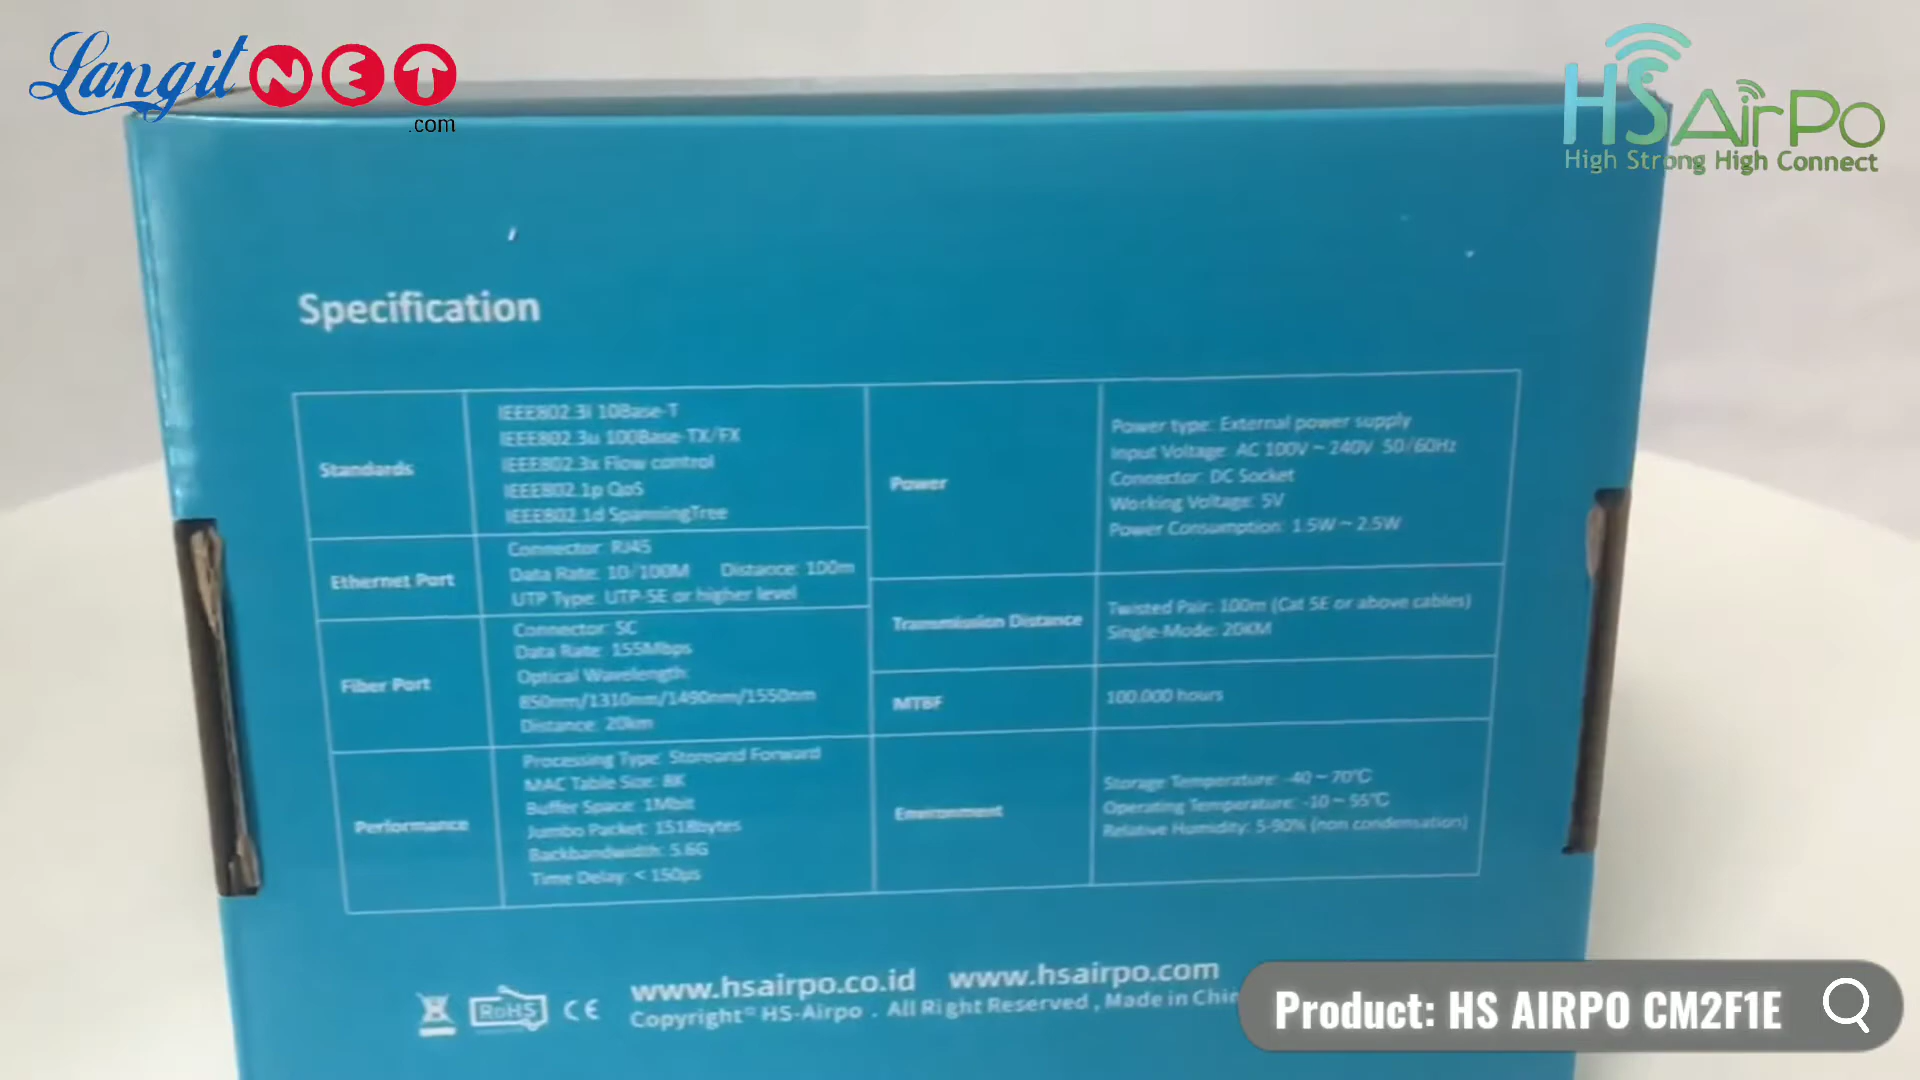 Langit NET
.com
HSAirPo
High Strong High Connect
Specification
Standards
IEEE802.3i 10Base-T
IEEE802.3u 100Base-TX/FX
IEEE802.3x Flow control
IEEE802.1p QoS
IEEE802.1d SpanningTree
Ethernet Port
Connector: RJ45
Data Rate: 10/100M Distance: 100m
UTP Type: UTP-5E or higher level
Fiber Port
Connector: SC
Data Rate: 155Mbps
Optical Wavelength:
850nm/1310nm/1490nm/1550nm
Distance: 20km
Performance
Processing Type: Storeand Forward
MAC Table Size: 8K
Buffer Space: 1Mbit
Jumbo Packet: 1518bytes
Backbandwidth: 5.6G
Time Delay: < 150μs
Power
Power type: External power supply
Input Voltage: AC 100V ~ 240V 50/60Hz
Connector: DC Socket
Working Voltage: 5V
Power Consumption: 1.5W ~ 2.5W
Transmission Distance
Twisted Pair: 100m (Cat 5E or above cables)
Single-Mode: 20KM
MTBF
100.000 hours
Environment
Storage Temperature: -40 ~ 70°C
Operating Temperature: -10 ~ 55°C
Relative Humidity: 5-90% (non condensation)
RoHS CE
www.hsairpo.co.id www.hsairpo.com
Copyright© HS-Airpo . All Right Reserved , Made in
Product: HS AIRPO CM2F1E